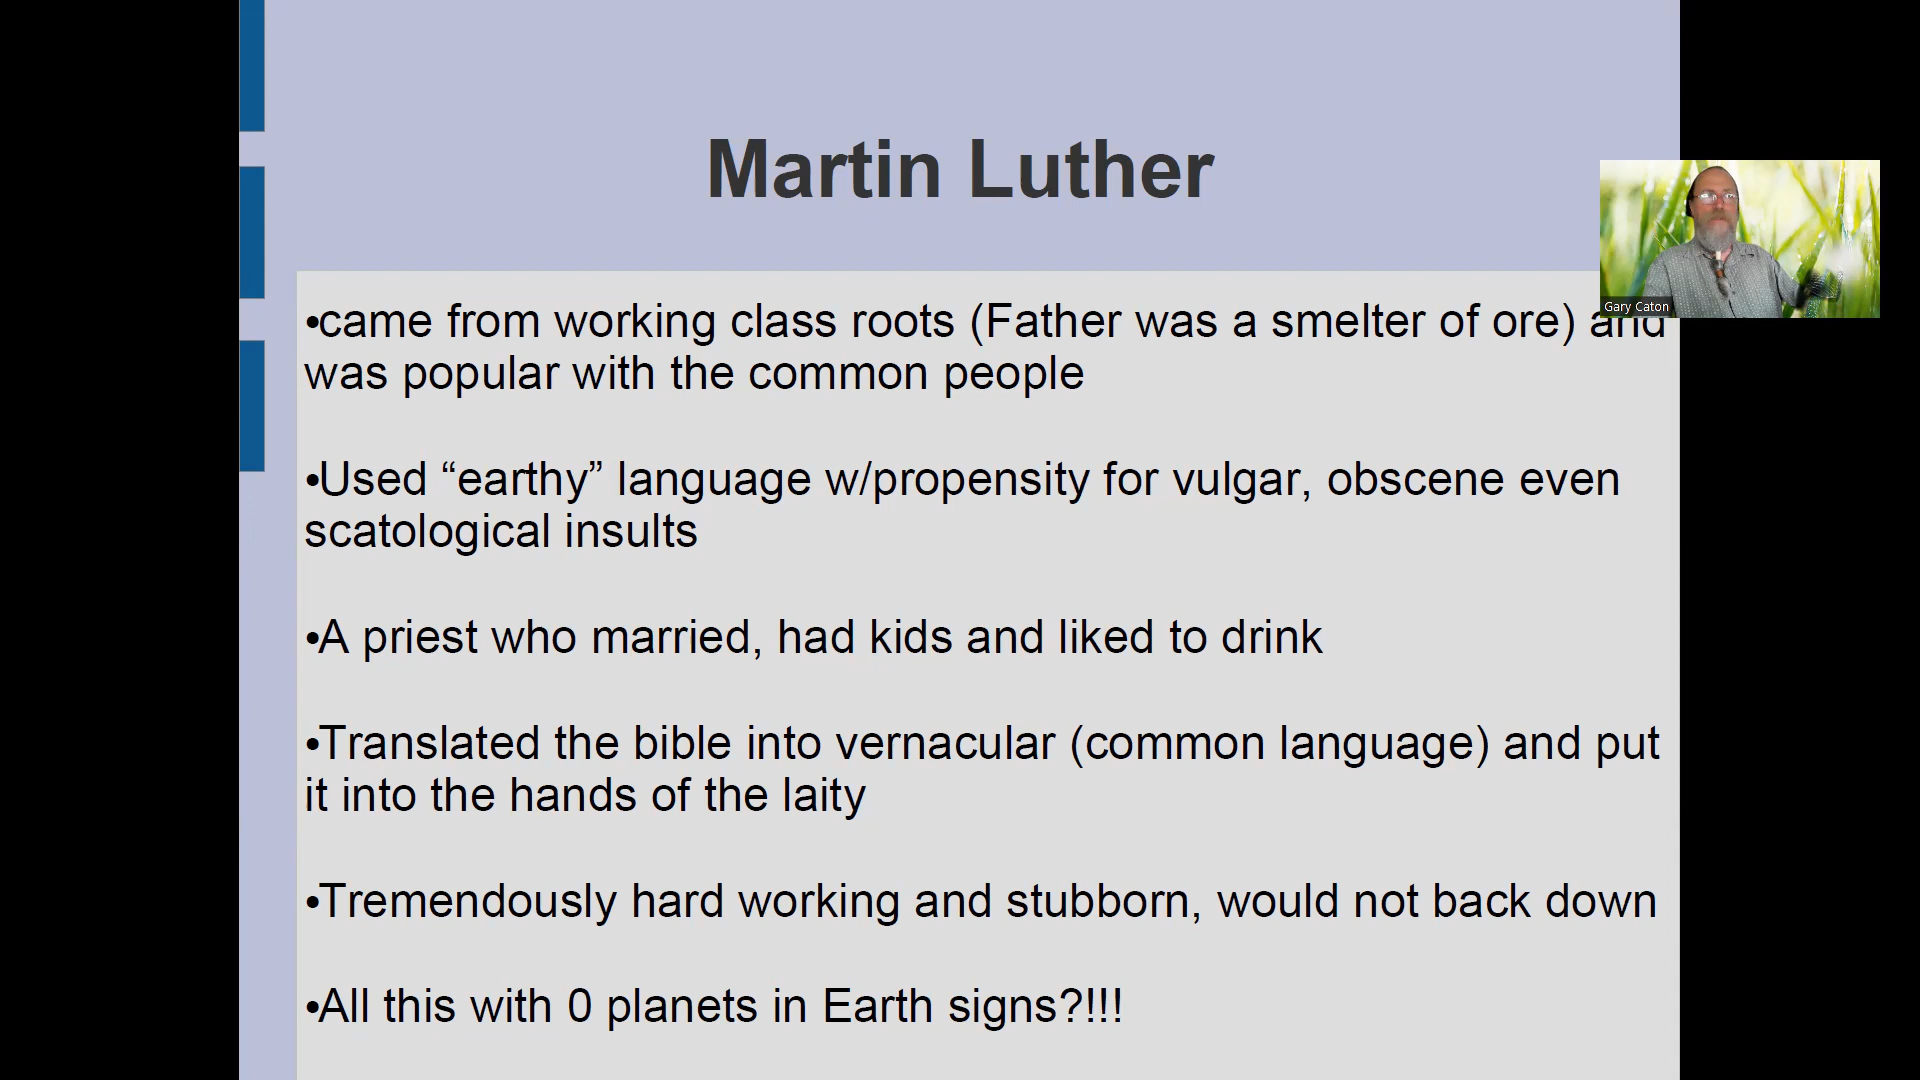 Martin Luther
Gary Caton
•came from working class roots (Father was a smelter of ore) and
was popular with the common people
•Used “earthy” language w/propensity for vulgar, obscene even
scatological insults
•A priest who married, had kids and liked to drink
•Translated the bible into vernacular (common language) and put
it into the hands of the laity
•Tremendously hard working and stubborn, would not back down
•All this with 0 planets in Earth signs?!!!